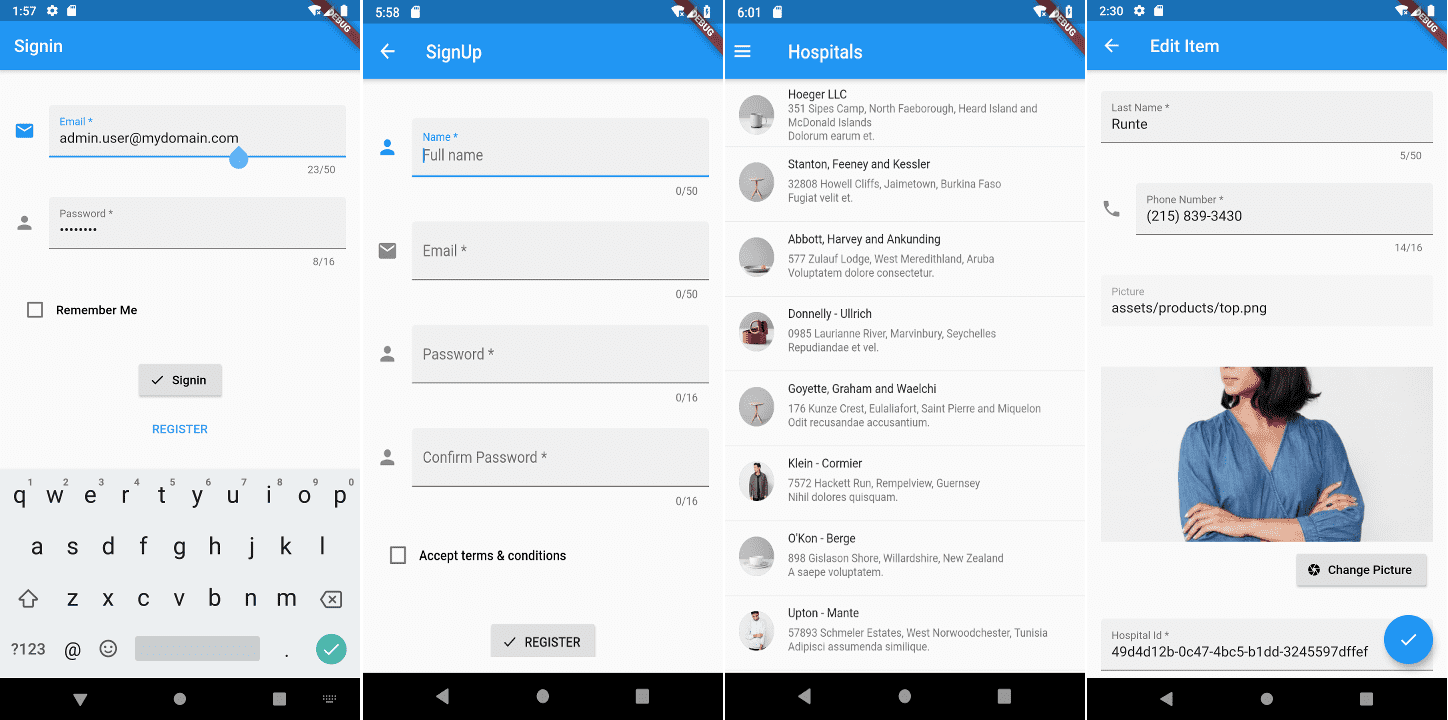 1:57
DEBUG
Signin
Email *
admin.user@mydomain.com
23/50
Password *
••••••••
8/16
Remember Me
Signin
REGISTER
1 2 3 4 5 6 7 8 9 0
q w e r t y u i o p
a s d f g h j k l
z x c v b n m
?123 @ .
5:58
DEBUG
SignUp
Name *
Full name
0/50
Email *
0/50
Password *
0/16
Confirm Password *
0/16
Accept terms & conditions
REGISTER
6:01
DEBUG
Hospitals
Hoeger LLC
351 Sipes Camp, North Faeborough, Heard Island and
McDonald Islands
Dolorum earum et.
Stanton, Feeney and Kessler
32808 Howell Cliffs, Jaimetown, Burkina Faso
Fugiat velit et.
Abbott, Harvey and Ankunding
577 Zulauf Lodge, West Meredithland, Aruba
Voluptatem dolore consectetur.
Donnelly - Ullrich
0985 Laurianne River, Marvinbury, Seychelles
Repudiandae et vel.
Goyette, Graham and Waelchi
176 Kunze Crest, Eulaliafort, Saint Pierre and Miquelon
Odit recusandae accusantium.
Klein - Cormier
7572 Hackett Run, Rempelview, Guernsey
Nihil dolores quisquam.
O'Kon - Berge
898 Gislason Shore, Willardshire, New Zealand
A saepe voluptatem.
Upton - Mante
57893 Schmeler Estates, West Norwoodchester, Tunisia
Adipisci assumenda similique.
2:30
DEBUG
Edit Item
Last Name *
Runte
5/50
Phone Number *
(215) 839-3430
14/16
Picture
assets/products/top.png
Change Picture
Hospital Id *
49d4d12b-0c47-4bc5-b1dd-3245597dffef